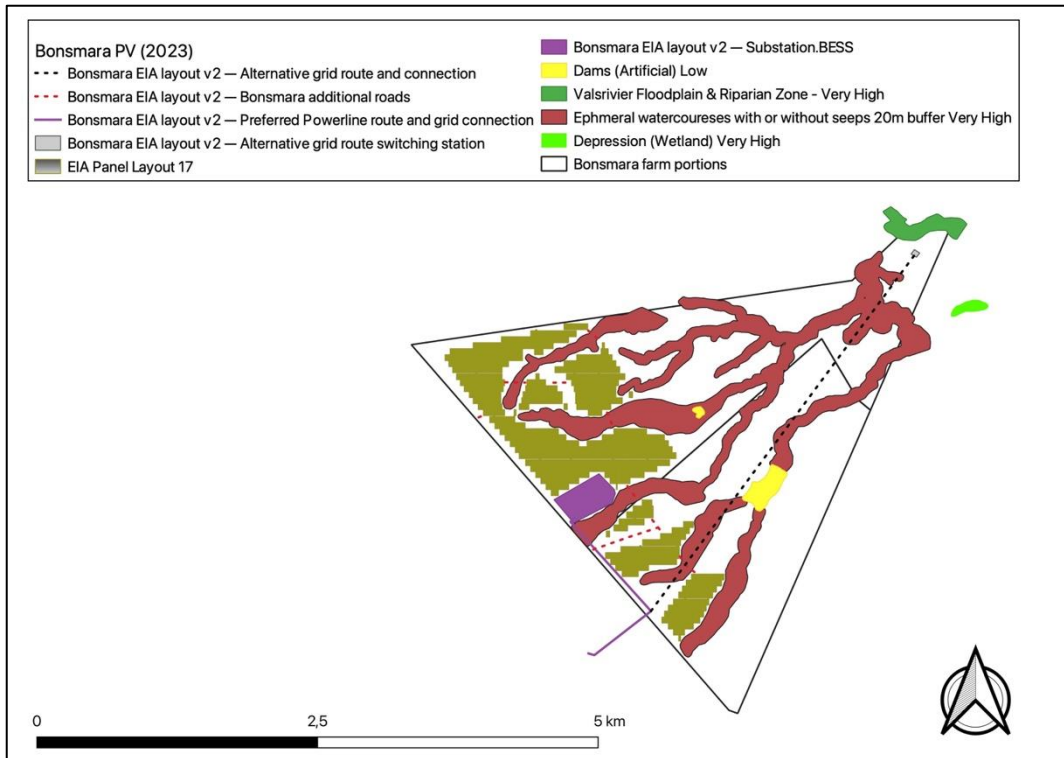 Bonsmara PV (2023)
Bonsmara EIA layout v2 — Alternative grid route and connection
Bonsmara EIA layout v2 — Bonsmara additional roads
Bonsmara EIA layout v2 — Preferred Powerline route and grid connection
Bonsmara EIA layout v2 — Alternative grid route switching station
EIA Panel Layout 17
Bonsmara EIA layout v2 — Substation.BESS
Dams (Artificial) Low
Valsrivier Floodplain & Riparian Zone - Very High
Ephmeral watercoureses with or without seeps 20m buffer Very High
Depression (Wetland) Very High
Bonsmara farm portions
0 2,5 5 km